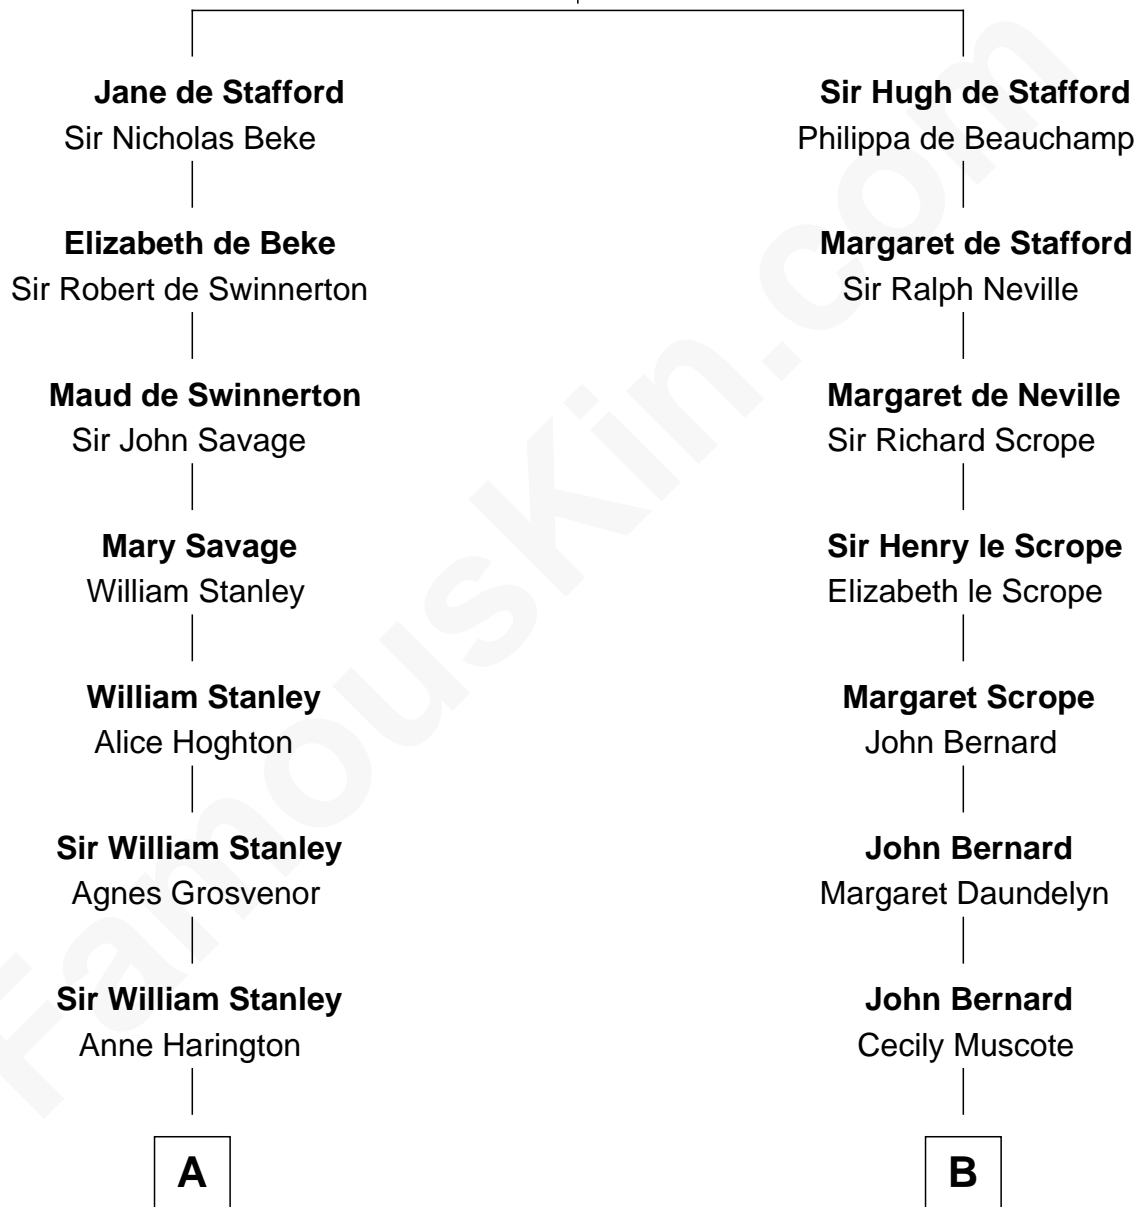 Jane de Stafford
Sir Nicholas Beke
Elizabeth de Beke
Sir Robert de Swinnerton
Maud de Swinnerton
Sir John Savage
Mary Savage
William Stanley
William Stanley
Alice Hoghton
Sir William Stanley
Agnes Grosvenor
Sir William Stanley
Anne Harington
A
Sir Hugh de Stafford
Philippa de Beauchamp
Margaret de Stafford
Sir Ralph Neville
Margaret de Neville
Sir Richard Scrope
Sir Henry le Scrope
Elizabeth le Scrope
Margaret Scrope
John Bernard
John Bernard
Margaret Daundelyn
John Bernard
Cecily Muscote
B
FamousKin.com